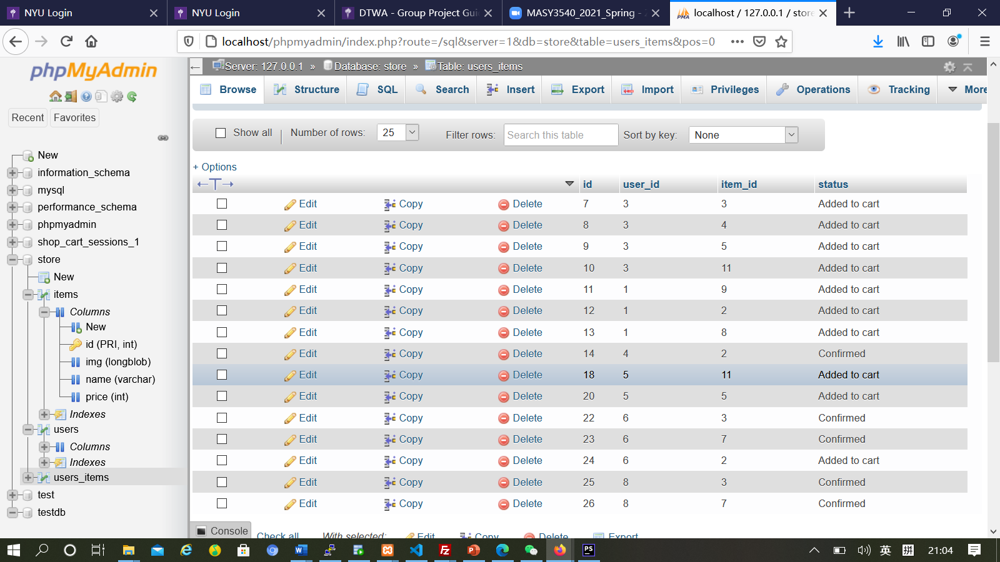 NYU Login
NYU Login
DTWA - Group Project Gui
MASY3540_2021_Spring - Z
localhost / 127.0.0.1 / store
localhost/phpmyadmin/index.php?route=/sql&server=1&db=store&table=users_items&pos=0
phpMyAdmin
Recent
Favorites
New
information_schema
mysql
performance_schema
phpmyadmin
shop_cart_sessions_1
store
New
items
Columns
New
id (PRI, int)
img (longblob)
name (varchar)
price (int)
Indexes
users
Columns
Indexes
users_items
test
testdb
Server: 127.0.0.1 » Database: store » Table: users_items
Browse Structure SQL Search Insert Export Import Privileges Operations Tracking More
Show all Number of rows: 25 Filter rows: Search this table Sort by key: None
+ Options
id user_id item_id status
Edit Copy Delete 7 3 3 Added to cart
Edit Copy Delete 8 3 4 Added to cart
Edit Copy Delete 9 3 5 Added to cart
Edit Copy Delete 10 3 11 Added to cart
Edit Copy Delete 11 1 9 Added to cart
Edit Copy Delete 12 1 2 Added to cart
Edit Copy Delete 13 1 8 Added to cart
Edit Copy Delete 14 4 2 Confirmed
Edit Copy Delete 18 5 11 Added to cart
Edit Copy Delete 20 5 5 Added to cart
Edit Copy Delete 22 6 3 Confirmed
Edit Copy Delete 23 6 7 Confirmed
Edit Copy Delete 24 6 2 Added to cart
Edit Copy Delete 25 8 3 Confirmed
Edit Copy Delete 26 8 7 Confirmed
Console
Check all With selected: Edit Copy Delete Export
英 拼 21:04